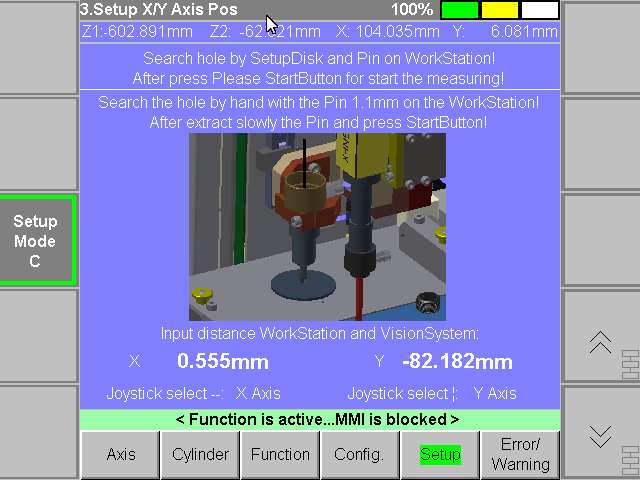 3.Setup X/Y Axis Pos 100%
Z1:-602.891mm Z2: -62.021mm X: 104.035mm Y: 6.081mm
Search hole by SetupDisk and Pin on WorkStation!
After press Please StartButton for start the measuring!
Search the hole by hand with the Pin 1.1mm on the WorkStation!
After extract slowly the Pin and press StartButton!
Setup
Mode
C
Input distance WorkStation and VisionSystem:
X 0.555mm Y -82.182mm
Joystick select --: X Axis Joystick select ¦: Y Axis
< Function is active...MMI is blocked >
Axis Cylinder Function Config. Setup Error/
Warning